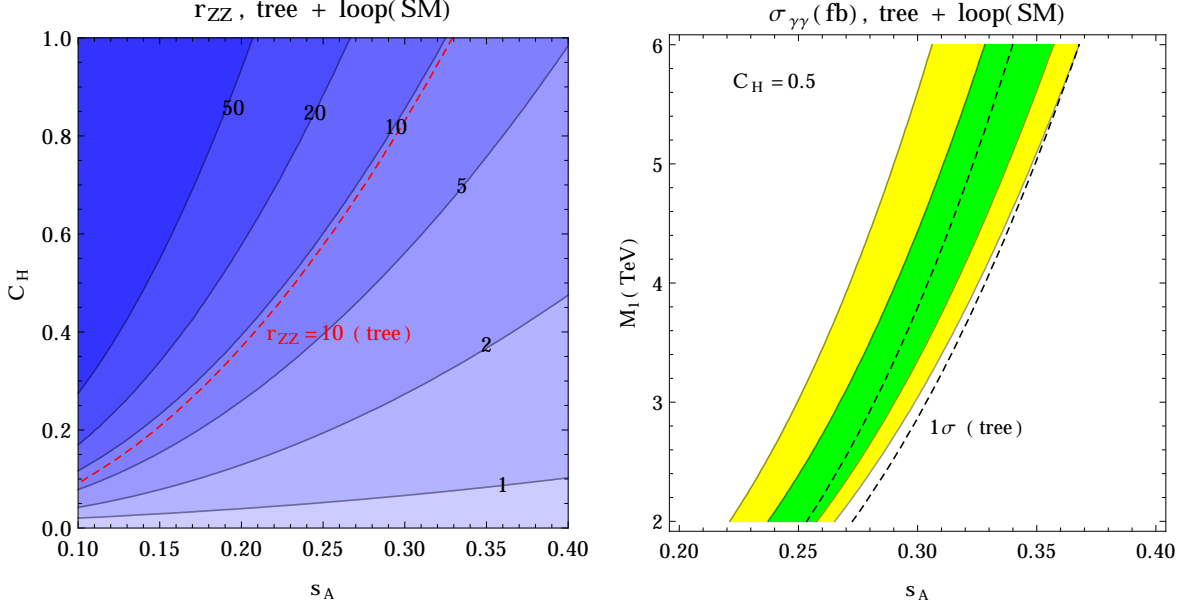 r_ZZ , tree + loop( SM)
1.0
0.8
0.6
0.4
0.2
0.0
C_H
50
20
10
5
2
1
r_ZZ =10 ( tree)
0.10 0.15 0.20 0.25 0.30 0.35 0.40
s_A
σ_γγ( fb) , tree + loop( SM)
6
5
4
3
2
M_1( TeV)
C_H = 0.5
1σ ( tree)
0.20 0.25 0.30 0.35 0.40
s_A